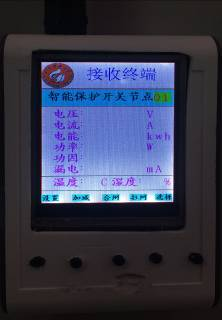 接收终端
智能保护开关节点01
电压: V
电流: A
电能: kwh
功率: W
功因:
漏电: mA
温度: C 湿度: %
设置 加减 合闸 扫网 选择